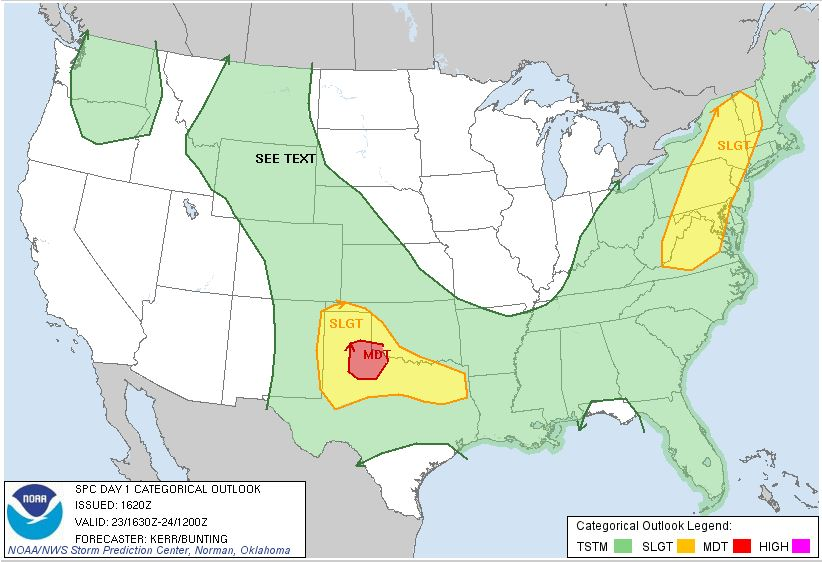 SEE TEXT
SLGT
SLGT
MDT
NOAA
SPC DAY 1 CATEGORICAL OUTLOOK
ISSUED: 1620Z
VALID: 23/1630Z-24/1200Z
FORECASTER: KERR/BUNTING
NOAA/NWS Storm Prediction Center, Norman, Oklahoma
Categorical Outlook Legend:
TSTM SLGT MDT HIGH